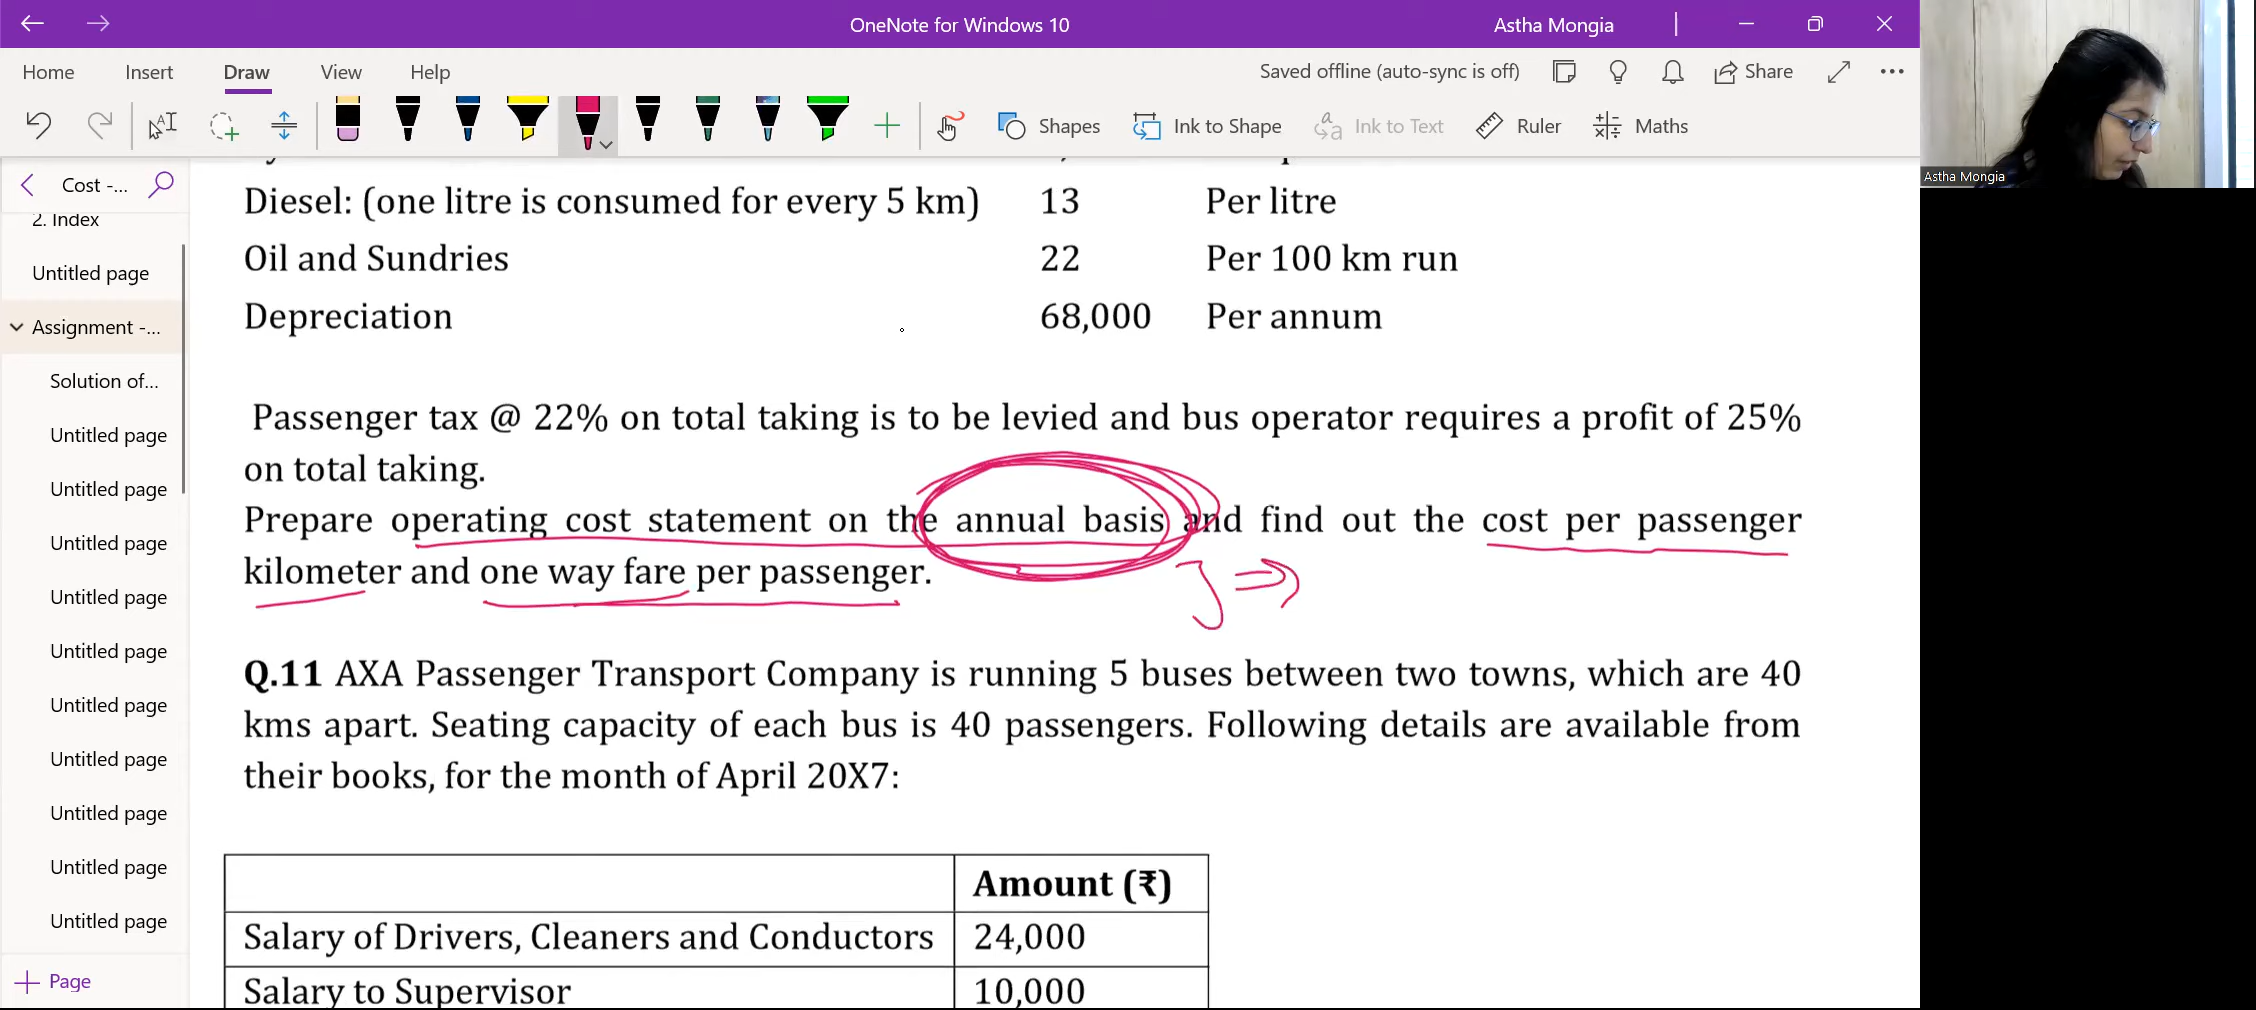 OneNote for Windows 10
Astha Mongia
Home Insert Draw View Help
Saved offline (auto-sync is off) Share
Shapes Ink to Shape Ink to Text Ruler Maths
Astha Mongia
Cost -...
2. Index
Untitled page
Assignment -...
Solution of...
Untitled page
Untitled page
Untitled page
Untitled page
Untitled page
Untitled page
Untitled page
Untitled page
Untitled page
Untitled page
Page
Diesel: (one litre is consumed for every 5 km) 13 Per litre
Oil and Sundries 22 Per 100 km run
Depreciation 68,000 Per annum
Passenger tax @ 22% on total taking is to be levied and bus operator requires a profit of 25%
on total taking.
Prepare operating cost statement on the annual basis and find out the cost per passenger
kilometer and one way fare per passenger.
Q.11 AXA Passenger Transport Company is running 5 buses between two towns, which are 40
kms apart. Seating capacity of each bus is 40 passengers. Following details are available from
their books, for the month of April 20X7:
Amount (₹)
Salary of Drivers, Cleaners and Conductors 24,000
Salary to Supervisor 10,000